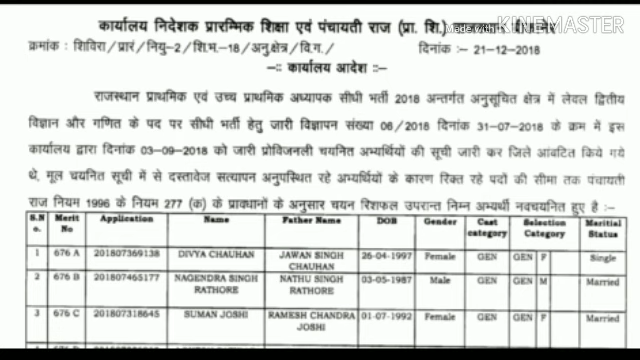 कार्यालय निदेशक प्रारम्भिक शिक्षा एवं पंचायती राज (प्रा. शि.)
Made with KINEMASTER
क्रमांक : शिविरा/प्रारं/नियु-2/शि.भ.-18/अनु.क्षेत्र/वि.ग./ दिनांक :- 21-12-2018
-:: कार्यालय आदेश ::-
राजस्थान प्राथमिक एवं उच्च प्राथमिक अध्यापक सीधी भर्ती 2018 अन्तर्गत अनुसूचित क्षेत्र में लेवल द्वितीय
विज्ञान और गणित के पद पर सीधी भर्ती हेतु जारी विज्ञापन संख्या 06/2018 दिनांक 31-07-2018 के क्रम में इस
कार्यालय द्वारा दिनांक 03-09-2018 को जारी प्रोविजनली चयनित अभ्यर्थियों की सूची जारी कर जिले आंवटित किये गये
थे, मूल चयनित सूची में से दस्तावेज सत्यापन अनुपस्थित रहे अभ्यर्थियों के कारण रिक्त रहे पदों की सीमा तक पंचायती
राज नियम 1996 के नियम 277 (क) के प्राक्धानों के अनुसार चयन रिशफल उपरान्त निम्न अभ्यर्थी नवचयनित हुए है :-
S.No. Merit No Application Name Father Name DOB Gender Cast category Selection Category Maritial Status
1 676 A 201807369138 DIVYA CHAUHAN JAWAN SINGH CHAUHAN 26-04-1997 Female GEN GEN F Single
2 676 B 201807465177 NAGENDRA SINGH RATHORE NATHU SINGH RATHORE 03-05-1987 Male GEN GEN M Married
3 676 C 201807318645 SUMAN JOSHI RAMESH CHANDRA JOSHI 01-07-1992 Female GEN GEN F Married